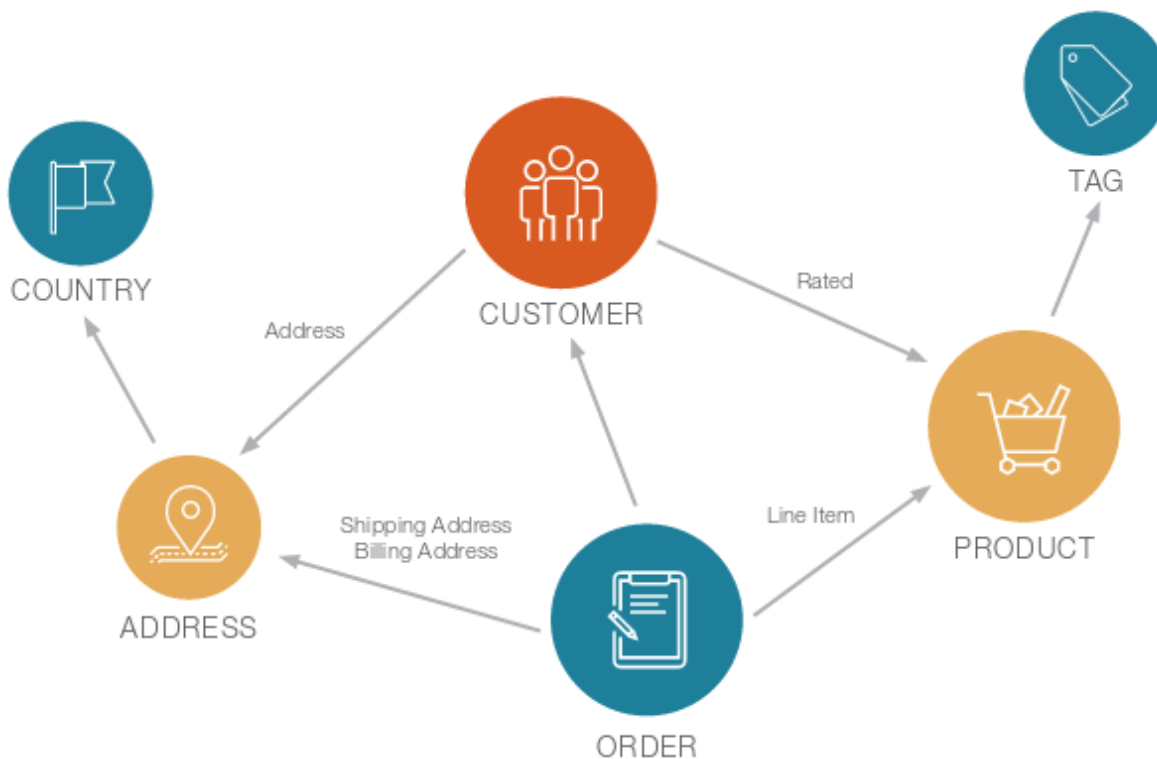 TAG
COUNTRY
CUSTOMER
Rated
Address
Shipping Address
Billing Address
Line Item
PRODUCT
ADDRESS
ORDER